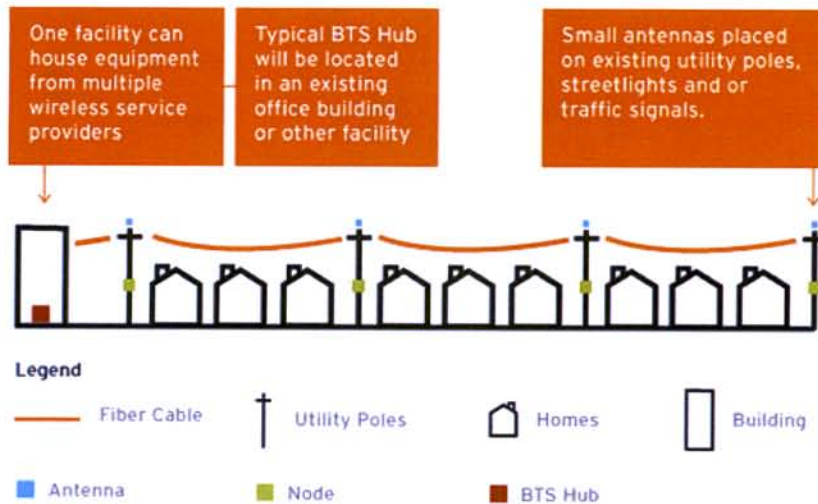 One facility can
house equipment
from multiple
wireless service
providers
Typical BTS Hub
will be located
in an existing
office building
or other facility
Small antennas placed
on existing utility poles,
streetlights and or
traffic signals.
Legend
Fiber Cable
Utility Poles
Homes
Building
Antenna
Node
BTS Hub